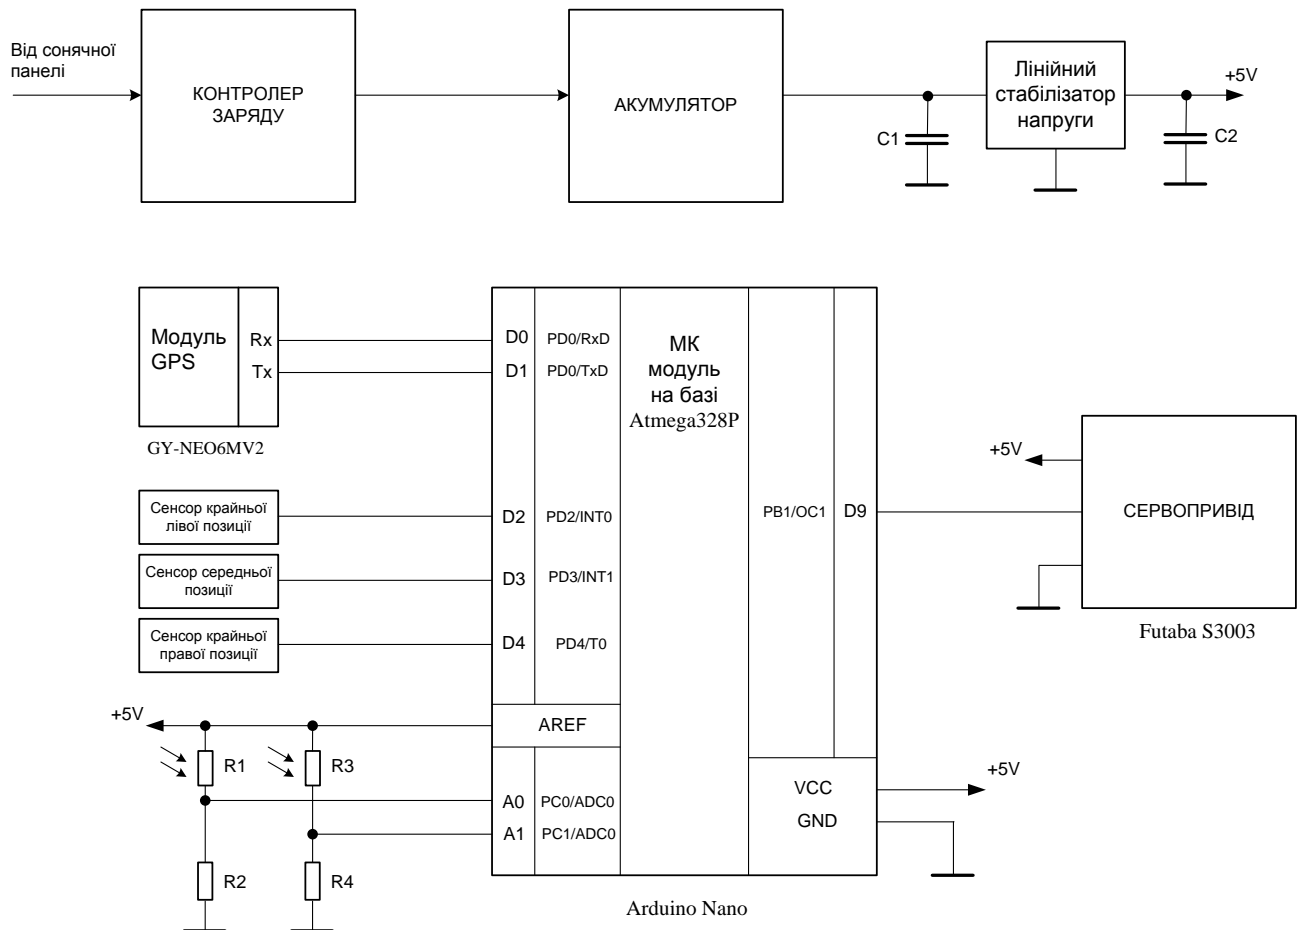 Від сонячної
панелі
КОНТРОЛЕР
ЗАРЯДУ
АКУМУЛЯТОР
C1
Лінійний
стабілізатор
напруги
+5V
C2
Модуль
GPS
Rx
Tx
GY-NEO6MV2
D0
PD0/RxD
D1
PD0/TxD
МК
модуль
на базі
Atmega328P
Сенсор крайньої
лівої позиції
D2
PD2/INT0
PB1/OC1
D9
+5V
СЕРВОПРИВІД
Futaba S3003
Сенсор середньої
позиції
D3
PD3/INT1
Сенсор крайньої
правої позиції
D4
PD4/T0
+5V
AREF
R1
R3
A0
PC0/ADC0
A1
PC1/ADC0
R2
R4
VCC
GND
+5V
Arduino Nano